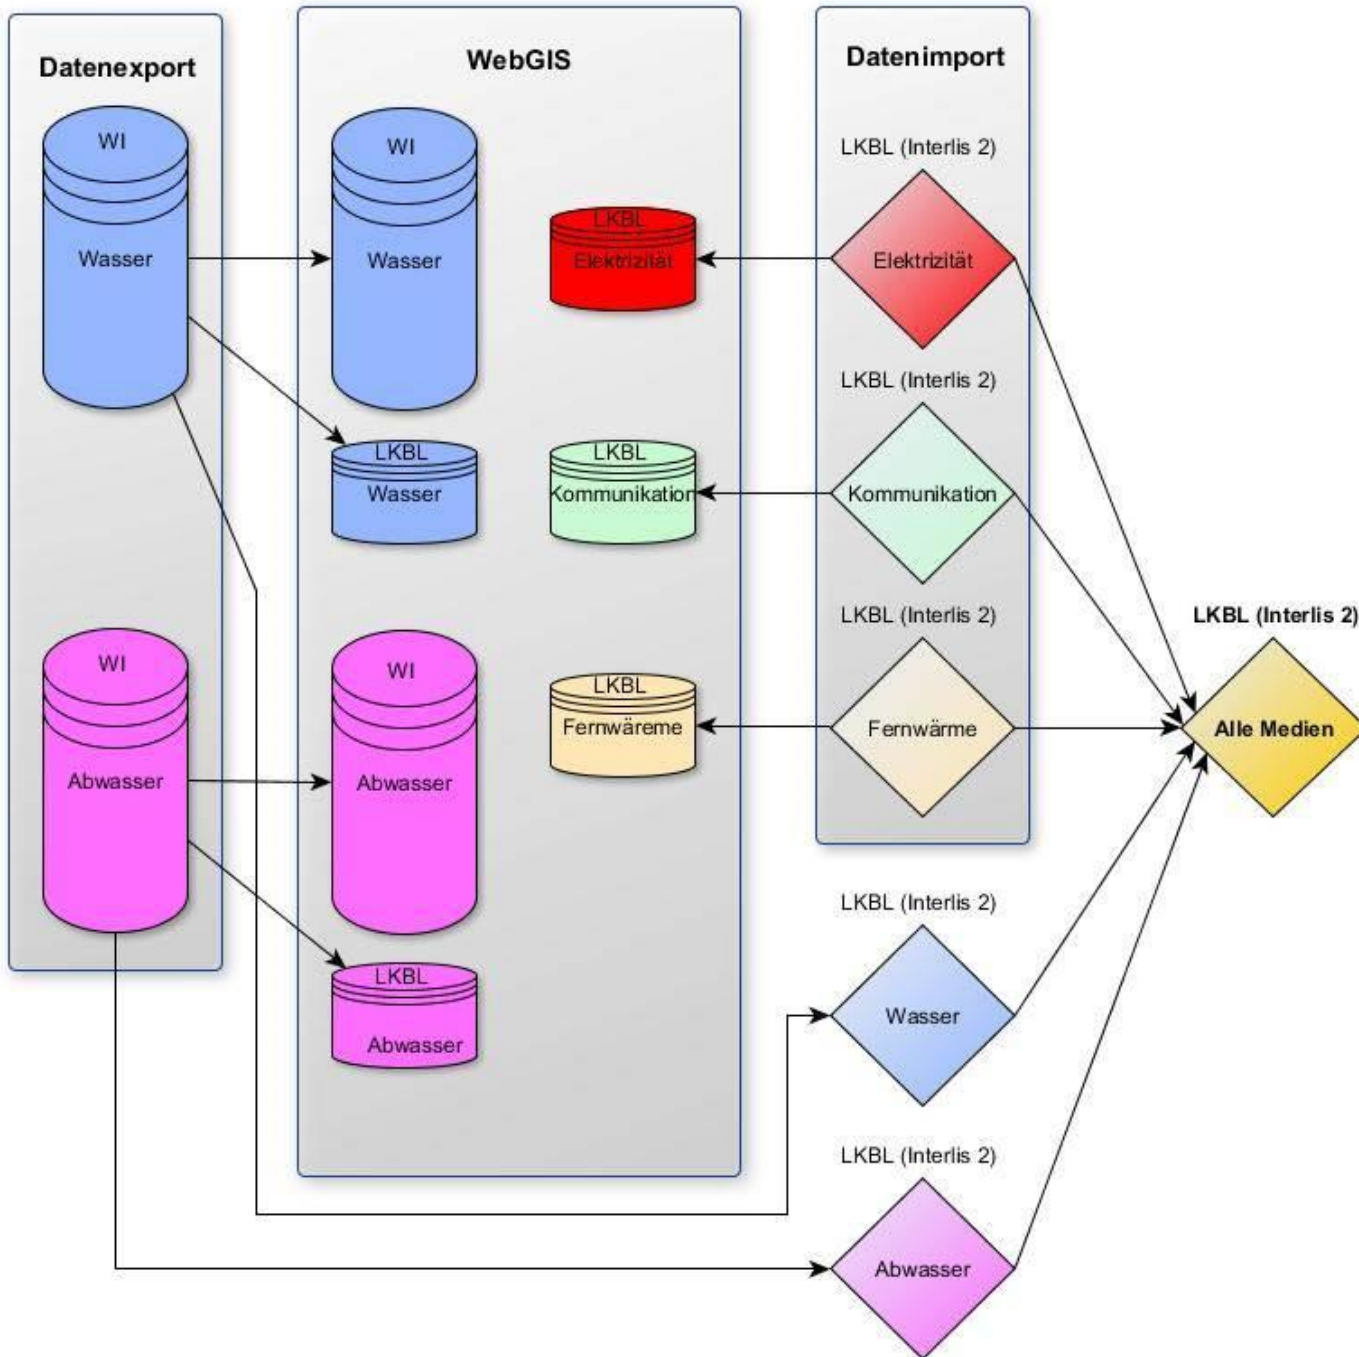 Datenexport
WI
Wasser
WI
Abwasser
WebGIS
WI
Wasser
LKBL
Wasser
WI
Abwasser
LKBL
Abwasser
LKBL
Elektrizität
LKBL
Kommunikation
LKBL
Fernwäreme
Datenimport
LKBL (Interlis 2)
Elektrizität
LKBL (Interlis 2)
Kommunikation
LKBL (Interlis 2)
Fernwärme
LKBL (Interlis 2)
Wasser
LKBL (Interlis 2)
Abwasser
LKBL (Interlis 2)
Alle Medien